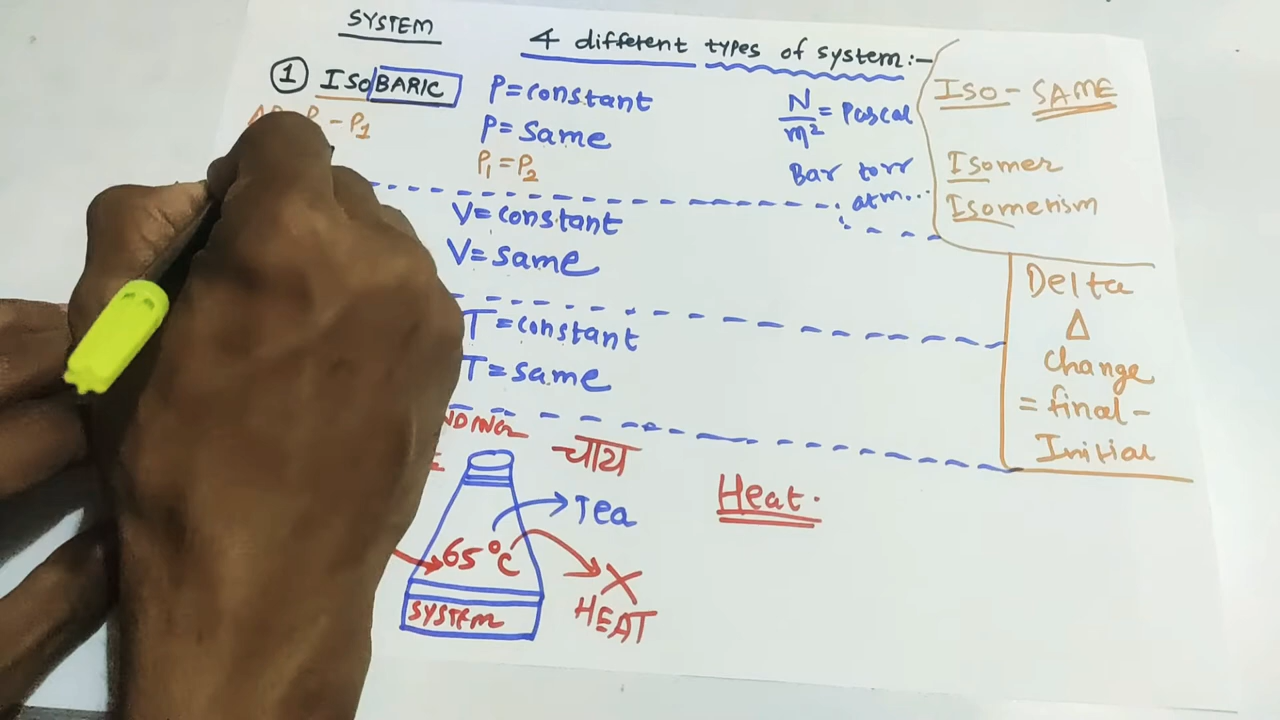 SYSTEM
4 different types of system:-
1 ISOBARIC
P=constant
P=same
P₁=P₂
- P₁
N/m² = Pascal
Bar torr
atm...
ISO - SAME
Isomer
Isomerism
V=constant
V=same
T=constant
T=same
Delta
Δ
change
= final -
Initial
चाय
Tea
65°C
SYSTEM
X
HEAT
Heat.